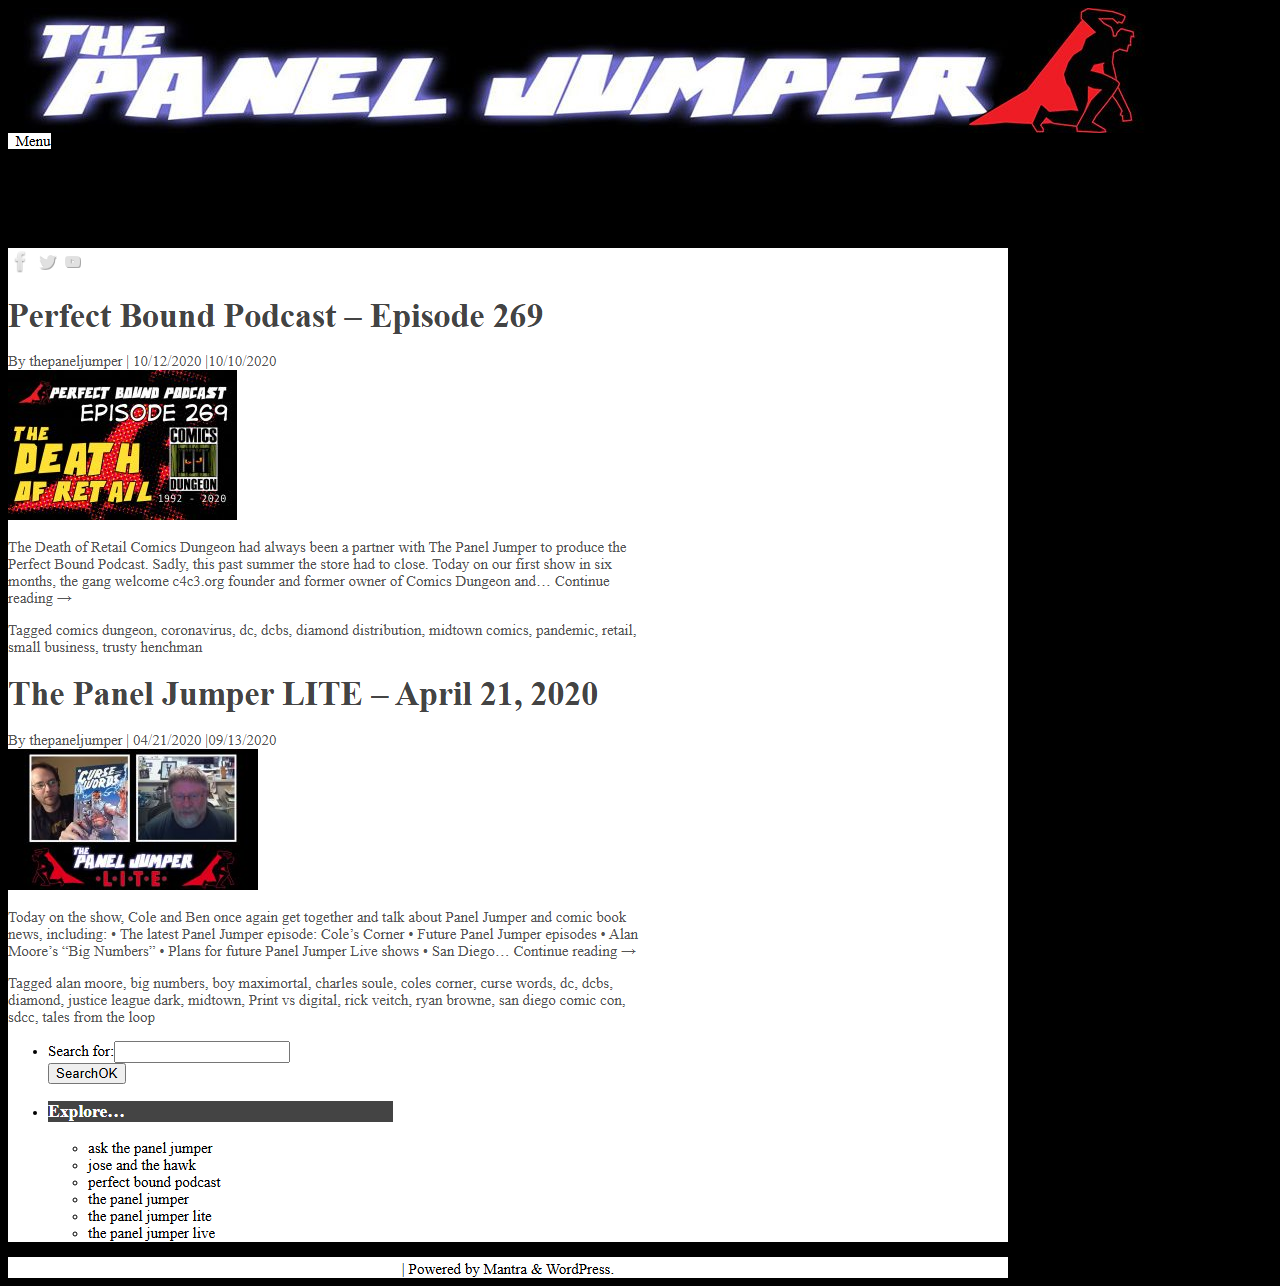 THE
PANEL JUMPER
Menu
Perfect Bound Podcast – Episode 269
By thepaneljumper | 10/12/2020 |10/10/2020
PERFECT BOUND PODCAST
EPISODE 269
THE
DEATH
OF RETAIL
COMICS
DUNGEON
1992 - 2020
The Death of Retail Comics Dungeon had always been a partner with The Panel Jumper to produce the
Perfect Bound Podcast. Sadly, this past summer the store had to close. Today on our first show in six
months, the gang welcome c4c3.org founder and former owner of Comics Dungeon and… Continue
reading →
Tagged comics dungeon, coronavirus, dc, dcbs, diamond distribution, midtown comics, pandemic, retail,
small business, trusty henchman
The Panel Jumper LITE – April 21, 2020
By thepaneljumper | 04/21/2020 |09/13/2020
CURSE
WORDS
THE
PANEL JUMPER
·L·I·T·E·
Today on the show, Cole and Ben once again get together and talk about Panel Jumper and comic book
news, including: • The latest Panel Jumper episode: Cole’s Corner • Future Panel Jumper episodes • Alan
Moore’s “Big Numbers” • Plans for future Panel Jumper Live shows • San Diego… Continue reading →
Tagged alan moore, big numbers, boy maximortal, charles soule, coles corner, curse words, dc, dcbs,
diamond, justice league dark, midtown, Print vs digital, rick veitch, ryan browne, san diego comic con,
sdcc, tales from the loop
• Search for:
SearchOK
• Explore…
◦ ask the panel jumper
◦ jose and the hawk
◦ perfect bound podcast
◦ the panel jumper
◦ the panel jumper lite
◦ the panel jumper live
| Powered by Mantra & WordPress.